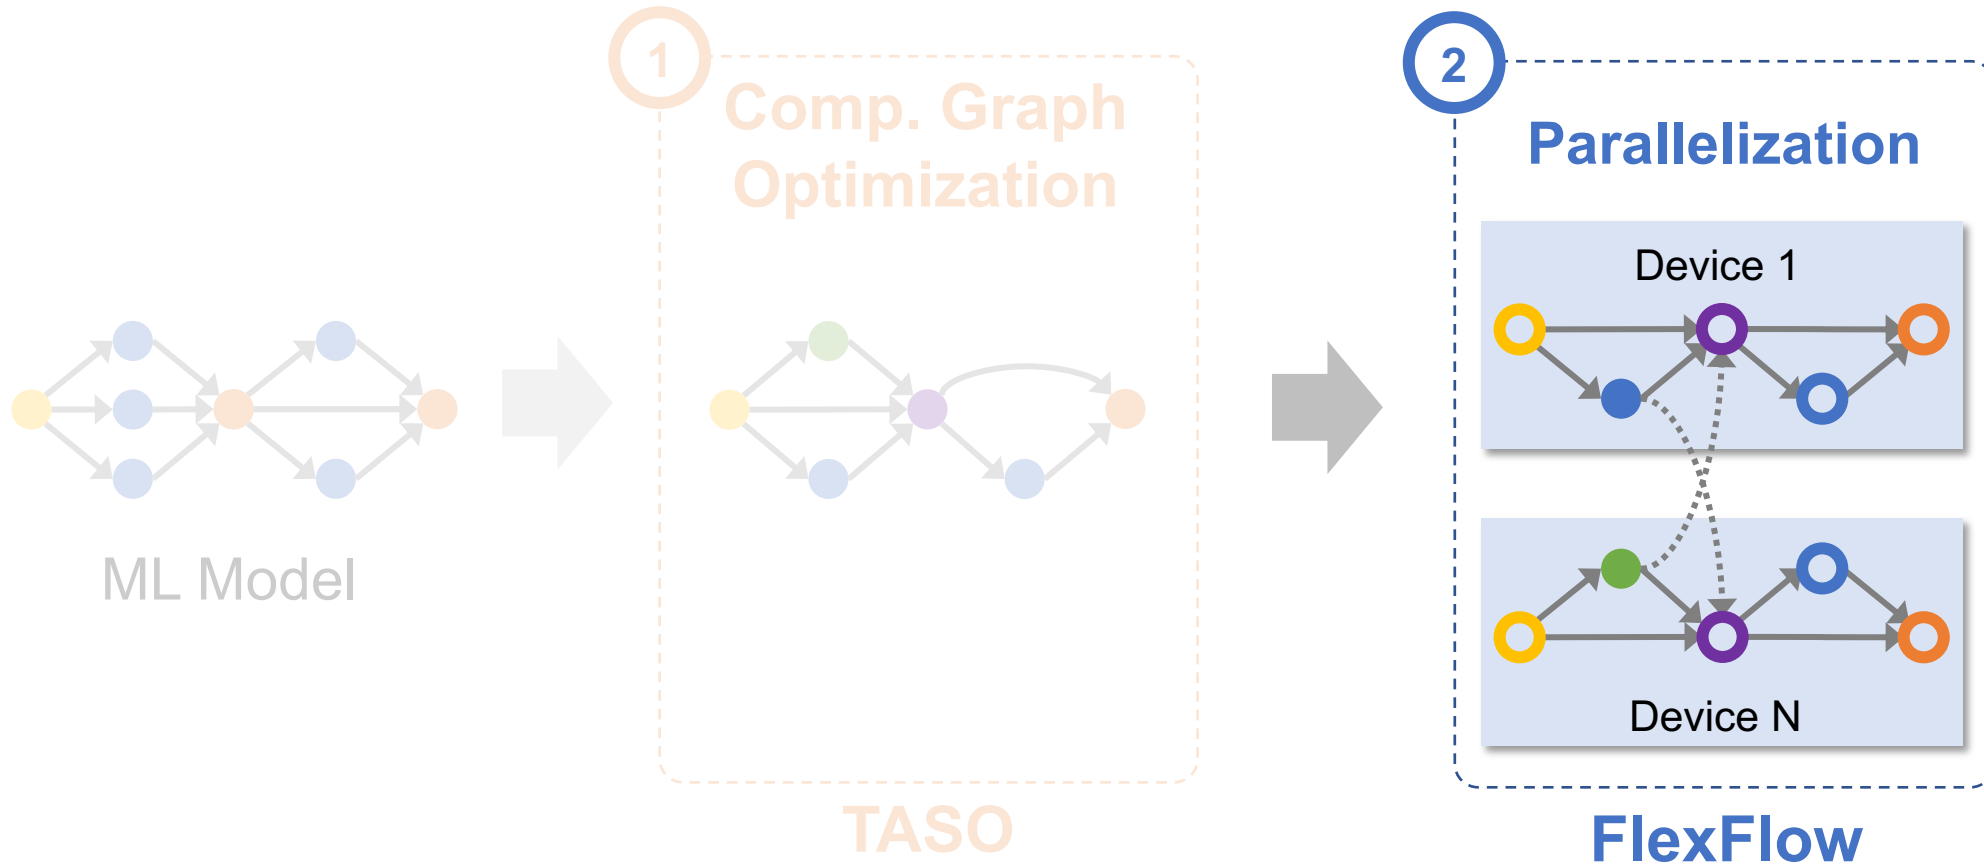 1
Comp. Graph
Optimization
ML Model
TASO
2
Parallelization
Device 1
Device N
FlexFlow